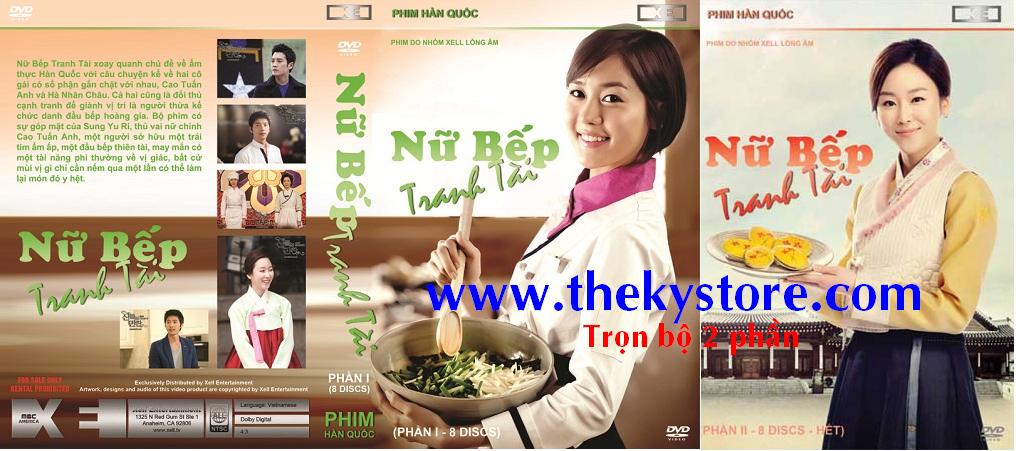 DVD
VIDEO
Nữ Bếp Tranh Tài xoay quanh chủ đề về ẩm
thực Hàn Quốc với câu chuyện kể về hai cô
gái có số phận gắn chặt với nhau, Cao Tuấn
Anh và Hà Nhân Châu. Cả hai cũng là đối thủ
cạnh tranh để giành vị trí là người thừa kế
chức danh đầu bếp hoàng gia. Bộ phim có
sự góp mặt của Sung Yu Ri, thủ vai nữ chính
Cao Tuấn Anh, một người sở hữu một trái
tim ấm áp, một đầu bếp thiên tài, may mắn có
một tài năng phi thường về vị giác, bất cứ
mùi vị gì chỉ cần nếm qua một lần có thể làm
lại món đó y hệt.
Nữ Bếp
Tranh Tài
FOR SALE ONLY
RENTAL PROHIBITED
Exclusively Distributed by Xell Entertainment
Artwork, designs and audio of this video product are copyrighted by Xell Entertainment
MBC
AMERICA
XEll
Xell Entertainment
1325 N Red Gum St Ste 1
Anaheim, CA 92806
www.xell.tv
ALL
NTSC
Language: Vietnamese
Dolby Digital
4:3
XEll
DVD
VIDEO
Nữ Bếp
Tranh Tài
PHẦN I
(8 DISCS)
PHIM
HÀN QUỐC
PHIM HÀN QUỐC
XEll
PHIM DO NHÓM XELL LỒNG ÂM
Nữ Bếp
Tranh Tài
(PHẦN I - 8 DISCS)
DVD
VIDEO
PHIM HÀN QUỐC
XEll
PHIM DO NHÓM XELL LỒNG ÂM
Nữ Bếp
Tranh Tài
www.thekystore.com
Trọn bộ 2 phần
(PHẦN II - 8 DISCS - HẾT)
DVD
VIDEO